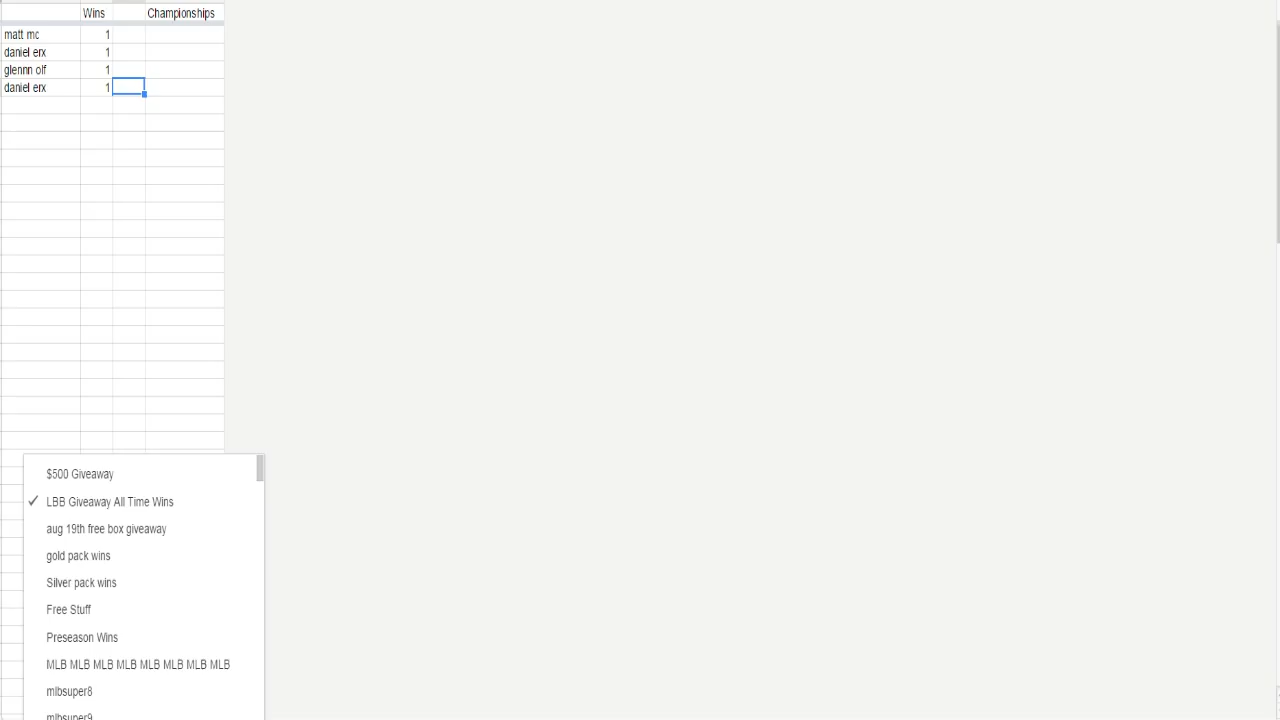 Wins Championships
matt mc 1
daniel erx 1
glennn olf 1
daniel erx 1
$500 Giveaway
✓ LBB Giveaway All Time Wins
aug 19th free box giveaway
gold pack wins
Silver pack wins
Free Stuff
Preseason Wins
MLB MLB MLB MLB MLB MLB MLB MLB
mlbsuper8
mlbsuper9